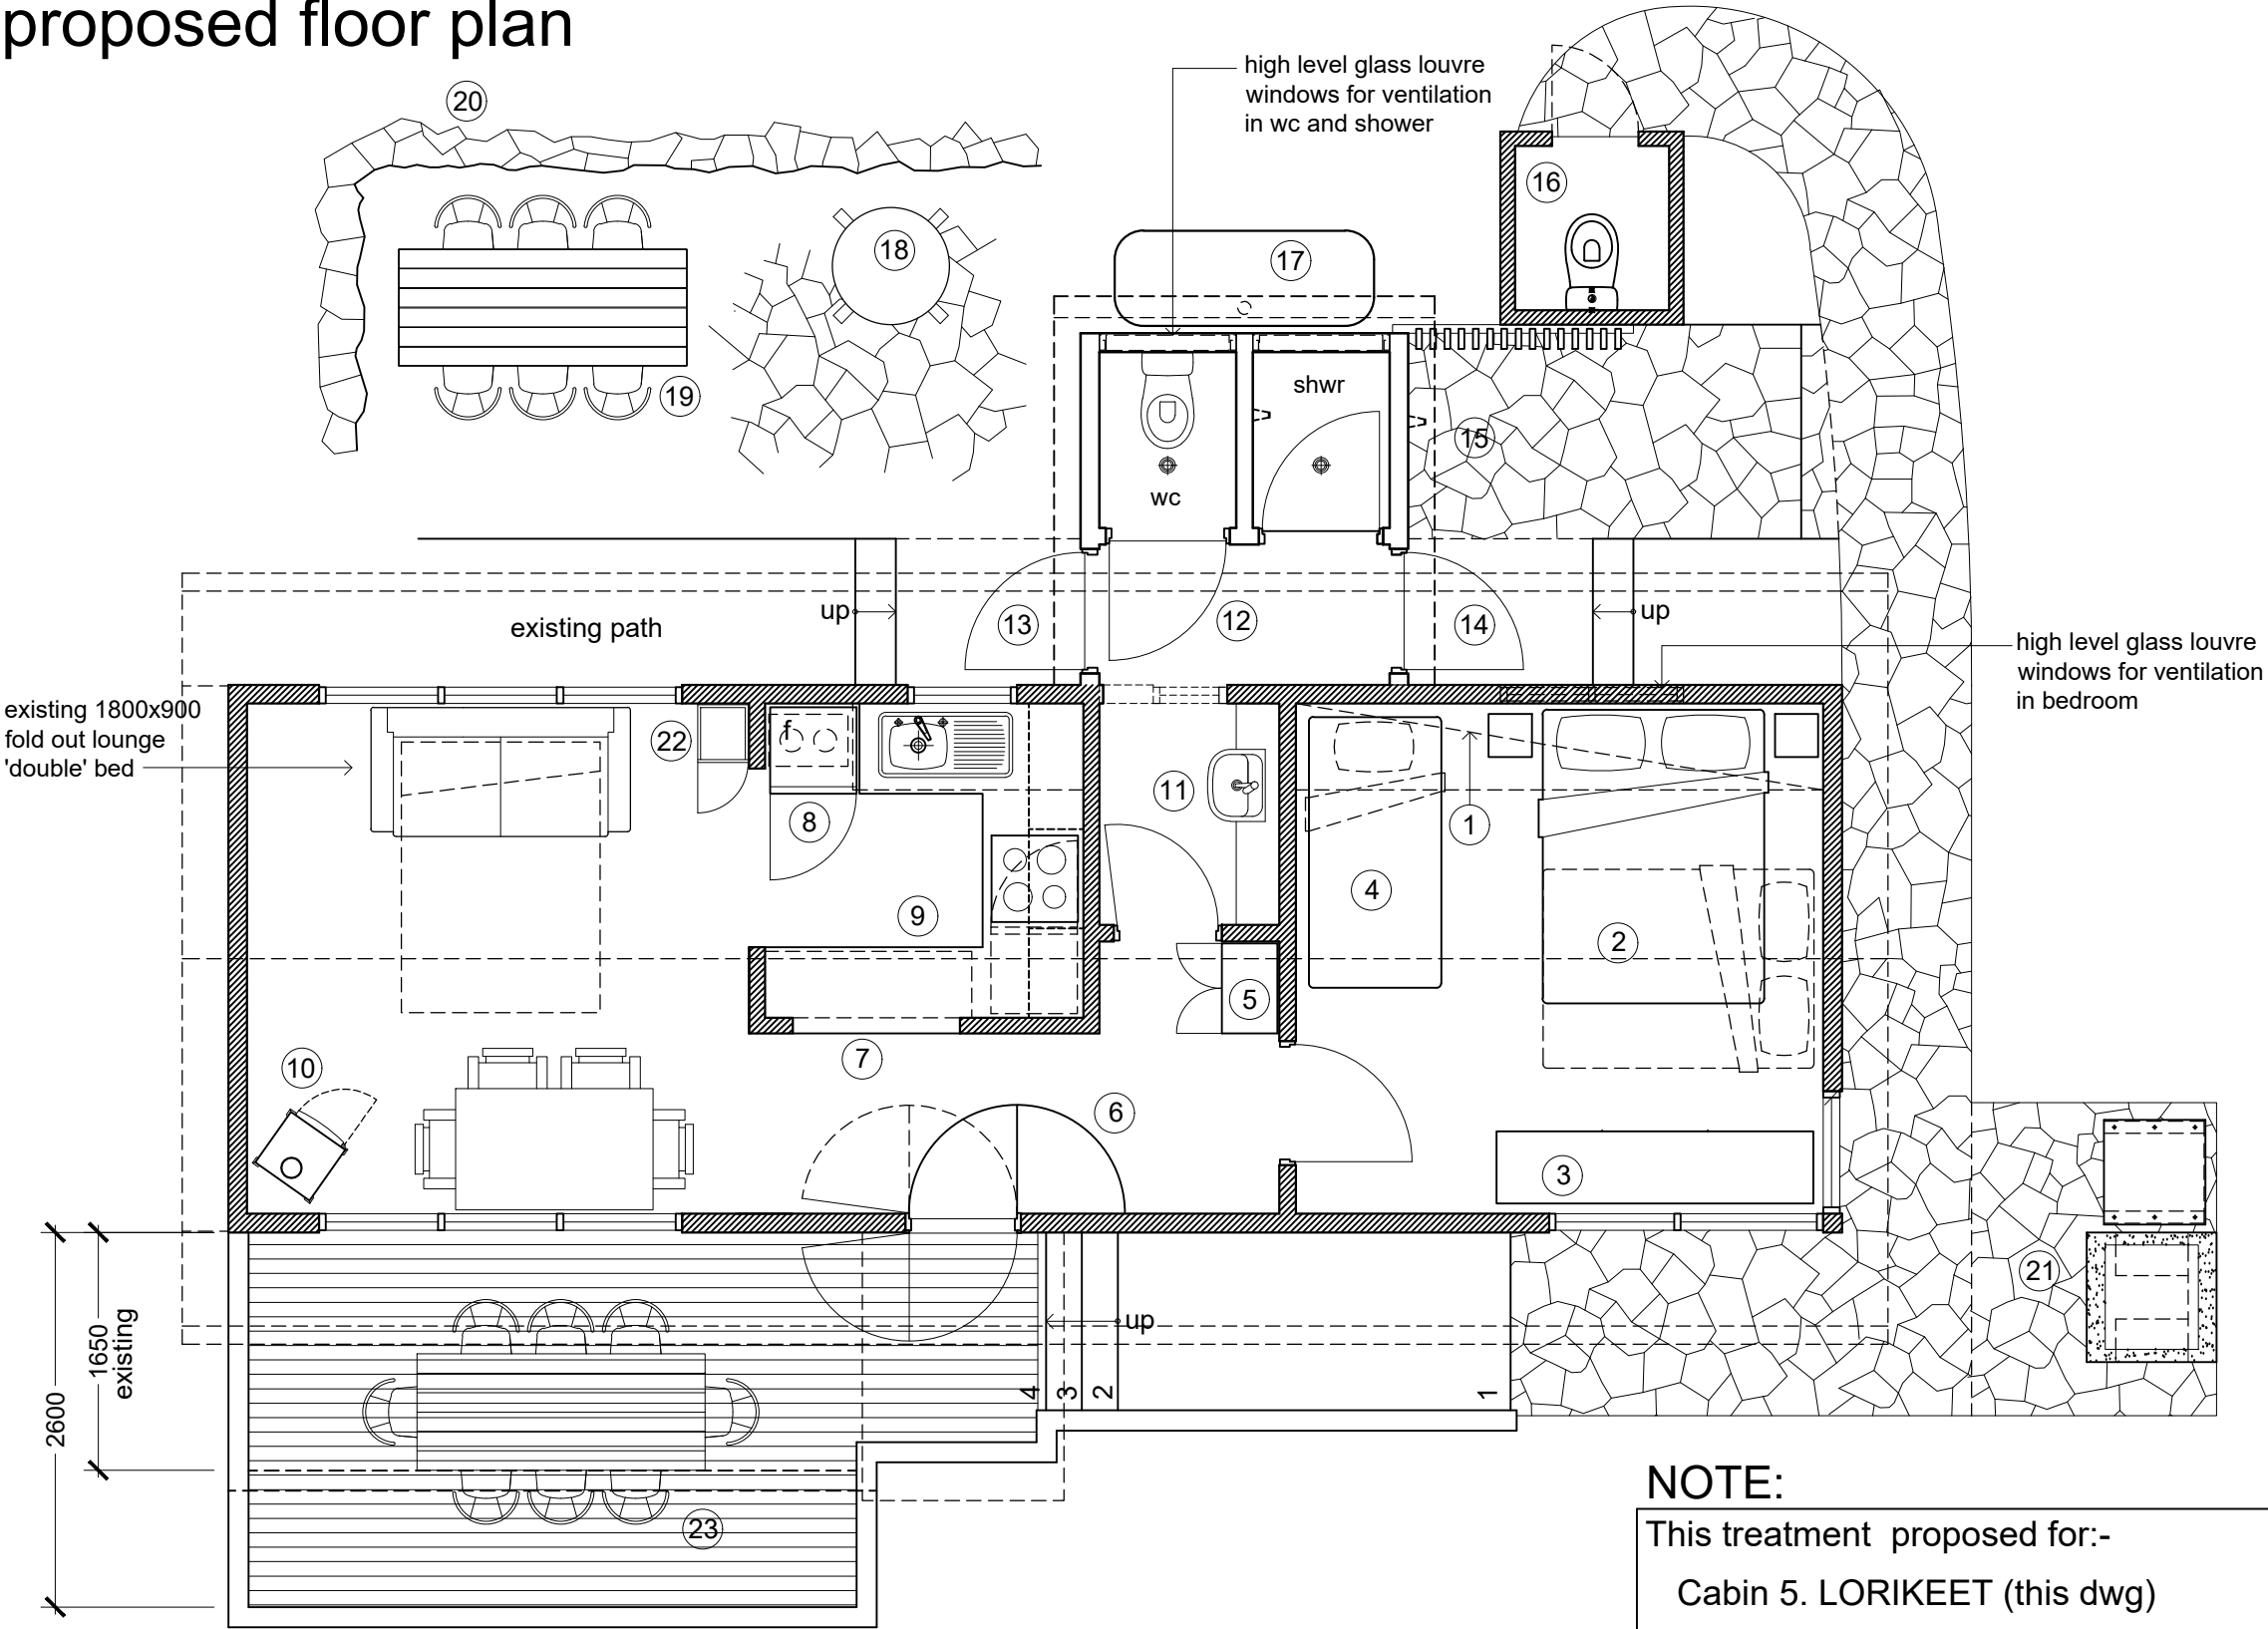 proposed floor plan
20
high level glass louvre
windows for ventilation
in wc and shower
16
18
17
19
shwr
15
wc
existing path
up
13
12
14
up
high level glass louvre
windows for ventilation
in bedroom
existing 1800x900
fold out lounge
'double' bed
22
f
8
11
1
4
9
2
5
7
10
6
3
21
up
1650
existing
2600
4
3
2
1
23
NOTE:
This treatment proposed for:-
Cabin 5. LORIKEET (this dwg)